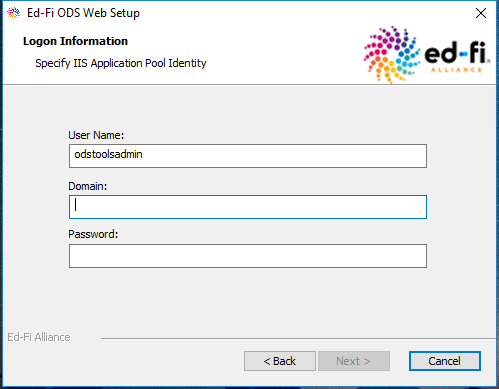 Ed-Fi ODS Web Setup
Logon Information
Specify IIS Application Pool Identity
ed-fi
ALLIANCE
User Name:
odstoolsadmin
Domain:
Password:
Ed-Fi Alliance
< Back
Next >
Cancel